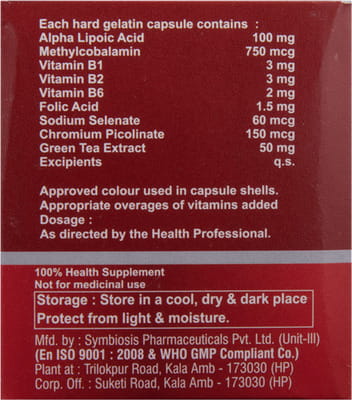 Each hard gelatin capsule contains :
Alpha Lipoic Acid 100 mg
Methylcobalamin 750 mcg
Vitamin B1 3 mg
Vitamin B2 3 mg
Vitamin B6 2 mg
Folic Acid 1.5 mg
Sodium Selenate 60 mcg
Chromium Picolinate 150 mcg
Green Tea Extract 50 mg
Excipients q.s.
Approved colour used in capsule shells.
Appropriate overages of vitamins added
Dosage :
As directed by the Health Professional.
100% Health Supplement
Not for medicinal use
Storage : Store in a cool, dry & dark place
Protect from light & moisture.
Mfd. by : Symbiosis Pharmaceuticals Pvt. Ltd. (Unit-III)
(En ISO 9001 : 2008 & WHO GMP Compliant Co.)
Plant at : Trilokpur Road, Kala Amb - 173030 (HP)
Corp. Off. : Suketi Road, Kala Amb - 173030 (HP)